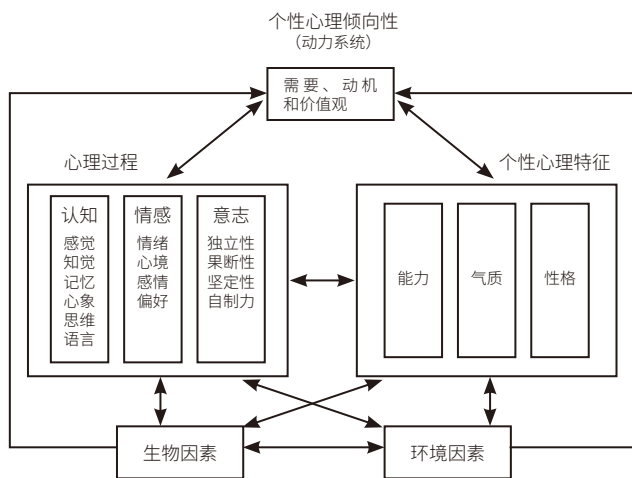 个性心理倾向性
（动力系统）
需要、动机
和价值观
心理过程
个性心理特征
认知
感觉
知觉
记忆
心象
思维
语言
情感
情绪
心境
感情
偏好
意志
独立性
果断性
坚定性
自制力
能力
气质
性格
生物因素
环境因素